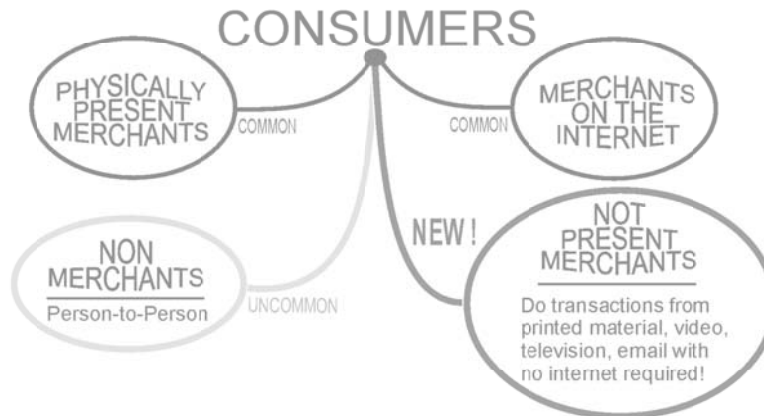 CONSUMERS
PHYSICALLY
PRESENT
MERCHANTS
COMMON
COMMON
MERCHANTS
ON THE
INTERNET
NON
MERCHANTS
Person-to-Person
UNCOMMON
NEW !
NOT
PRESENT
MERCHANTS
Do transactions from
printed material, video,
television, email with
no internet required!